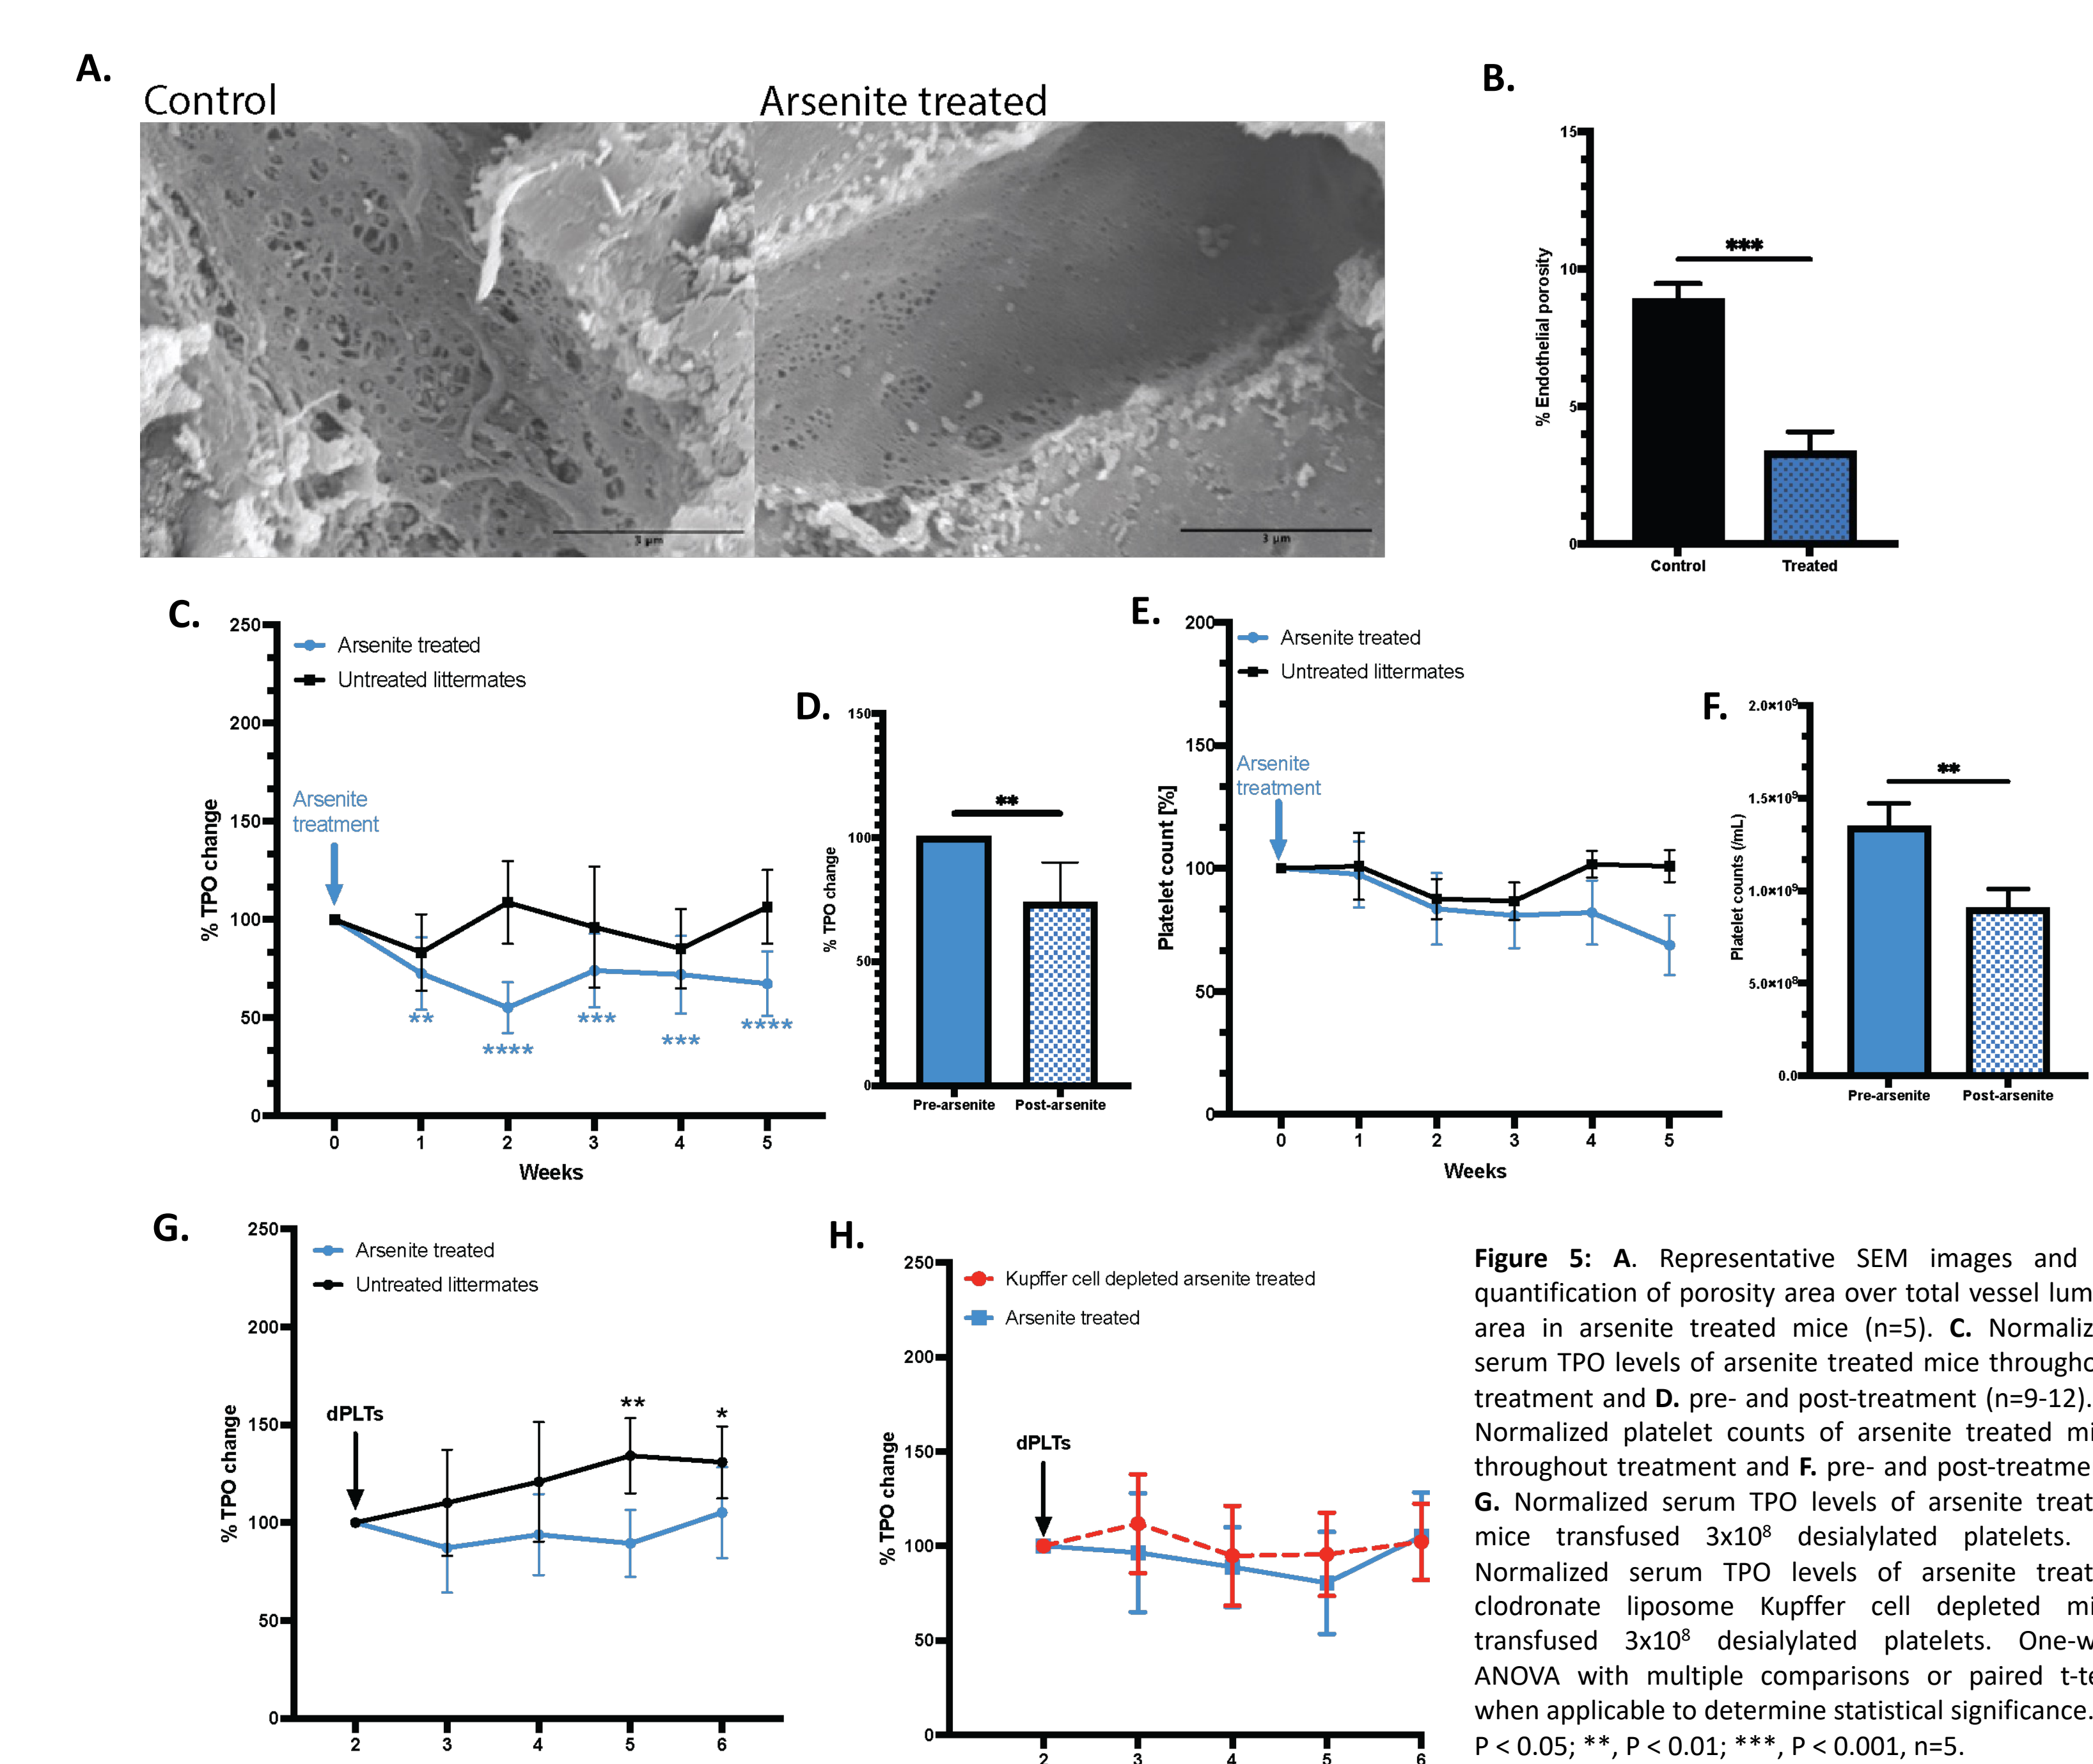 A.
Control
Arsenite treated
3 µm
3 µm
B.
15
10
5
0
% Endothelial porosity
***
Control
Treated
C.
250
200
150
100
50
0
% TPO change
Arsenite treated
Untreated littermates
Arsenite
treatment
**
****
***
***
****
0 1 2 3 4 5
Weeks
D.
150
100
50
0
% TPO change
**
Pre-arsenite
Post-arsenite
E.
200
150
100
50
0
Platelet count [%]
Arsenite treated
Untreated littermates
Arsenite
treatment
0 1 2 3 4 5
Weeks
F.
2.0×10⁹
1.5×10⁹
1.0×10⁹
5.0×10⁸
0.0
Platelet counts (/mL)
**
Pre-arsenite
Post-arsenite
G.
250
200
150
100
50
0
% TPO change
Arsenite treated
Untreated littermates
dPLTs
**
*
2 3 4 5 6
H.
250
200
150
100
50
0
% TPO change
Kupffer cell depleted arsenite treated
Arsenite treated
dPLTs
2 3 4 5 6
Figure 5: A. Representative SEM images and
quantification of porosity area over total vessel lum
area in arsenite treated mice (n=5). C. Normaliz
serum TPO levels of arsenite treated mice througho
treatment and D. pre- and post-treatment (n=9-12).
Normalized platelet counts of arsenite treated mi
throughout treatment and F. pre- and post-treatme
G. Normalized serum TPO levels of arsenite treat
mice transfused 3x10⁸ desialylated platelets.
Normalized serum TPO levels of arsenite treat
clodronate liposome Kupffer cell depleted mi
transfused 3x10⁸ desialylated platelets. One-w
ANOVA with multiple comparisons or paired t-te
when applicable to determine statistical significance.
P < 0.05; **, P < 0.01; ***, P < 0.001, n=5.